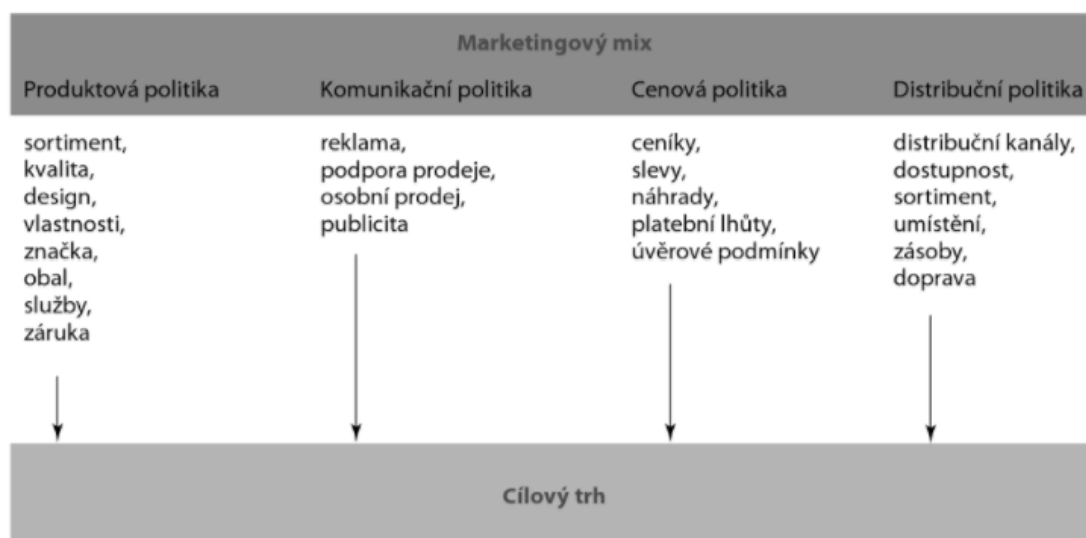 Marketingový mix
Produktová politika
Komunikační politika
Cenová politika
Distribuční politika
sortiment,
kvalita,
design,
vlastnosti,
značka,
obal,
služby,
záruka
reklama,
podpora prodeje,
osobní prodej,
publicita
ceníky,
slevy,
náhrady,
platební lhůty,
úvěrové podmínky
distribuční kanály,
dostupnost,
sortiment,
umístění,
zásoby,
doprava
Cílový trh